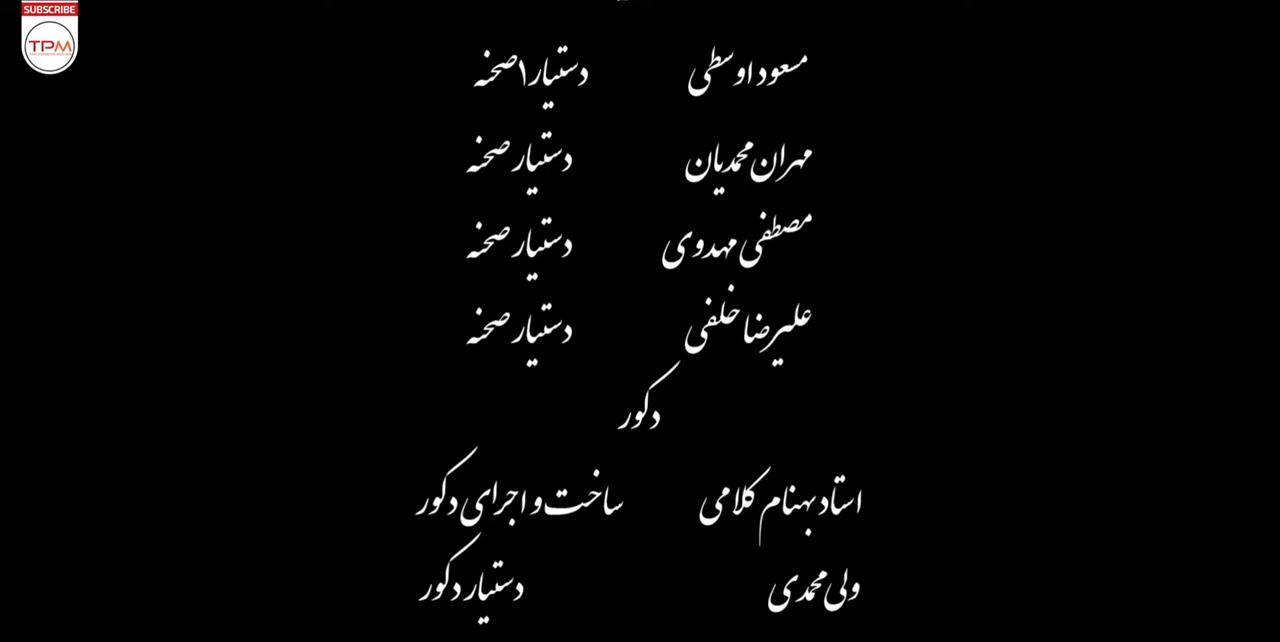 SUBSCRIBE
TPM
مسعود اوسطی دستیار۱صحنه
مهران محمدیان دستیار صحنه
مصطفی مهدوی دستیار صحنه
علیرضا خلفی دستیار صحنه
دکور
استاد بهنام کلامی ساخت و اجرای دکور
ولی محمدی دستیار دکور